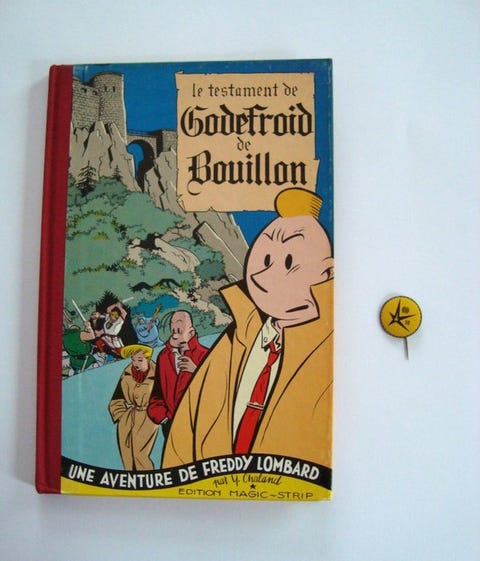 le testament de
Godefroid
de
Bouillon
UNE AVENTURE DE FREDDY LOMBARD
par Y. Chaland
EDITION MAGIC-STRIP